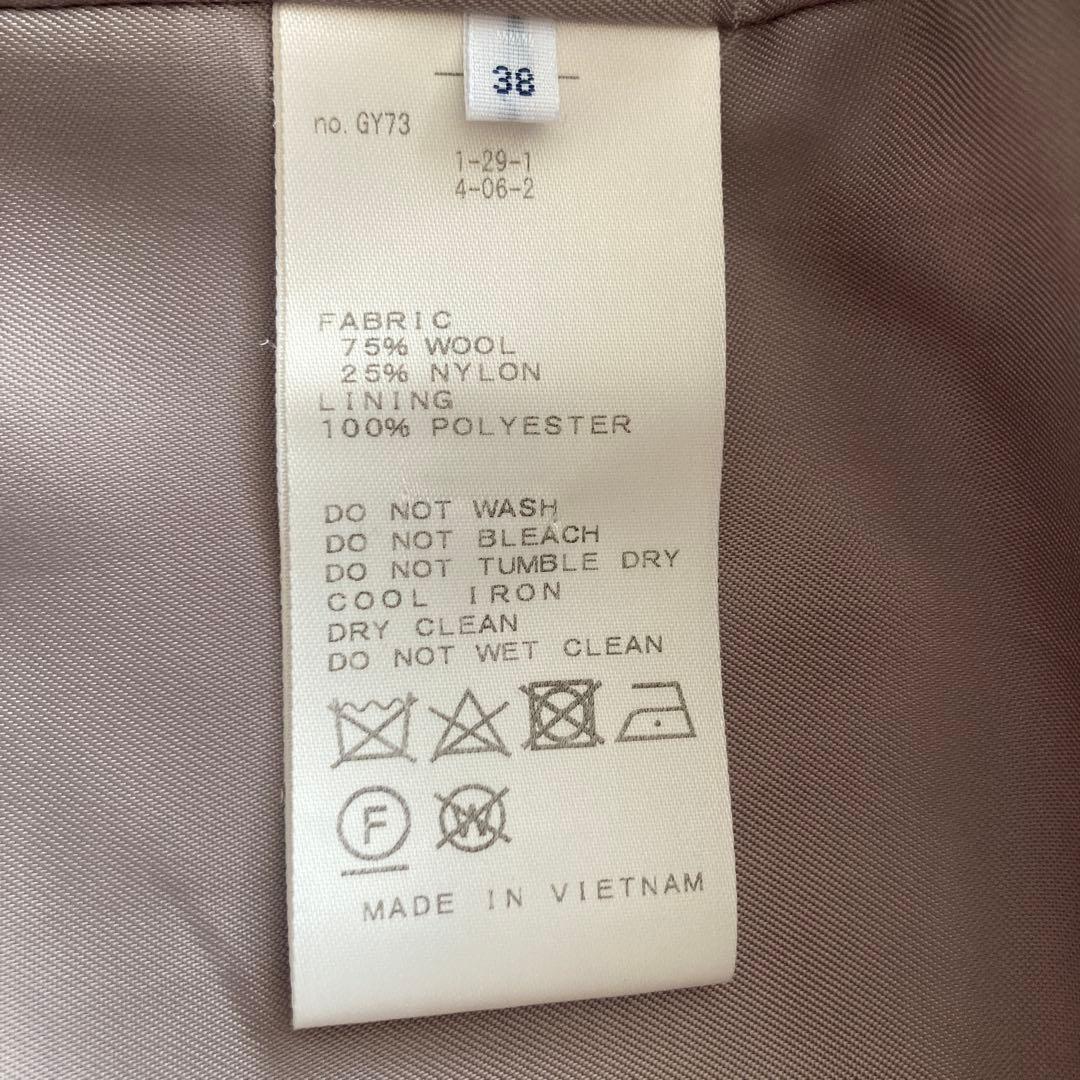 38
no. GY73
1-29-1
4-06-2
FABRIC
75% WOOL
25% NYLON
LINING
100% POLYESTER
DO NOT WASH
DO NOT BLEACH
DO NOT TUMBLE DRY
COOL IRON
DRY CLEAN
DO NOT WET CLEAN
F W
MADE IN VIETNAM